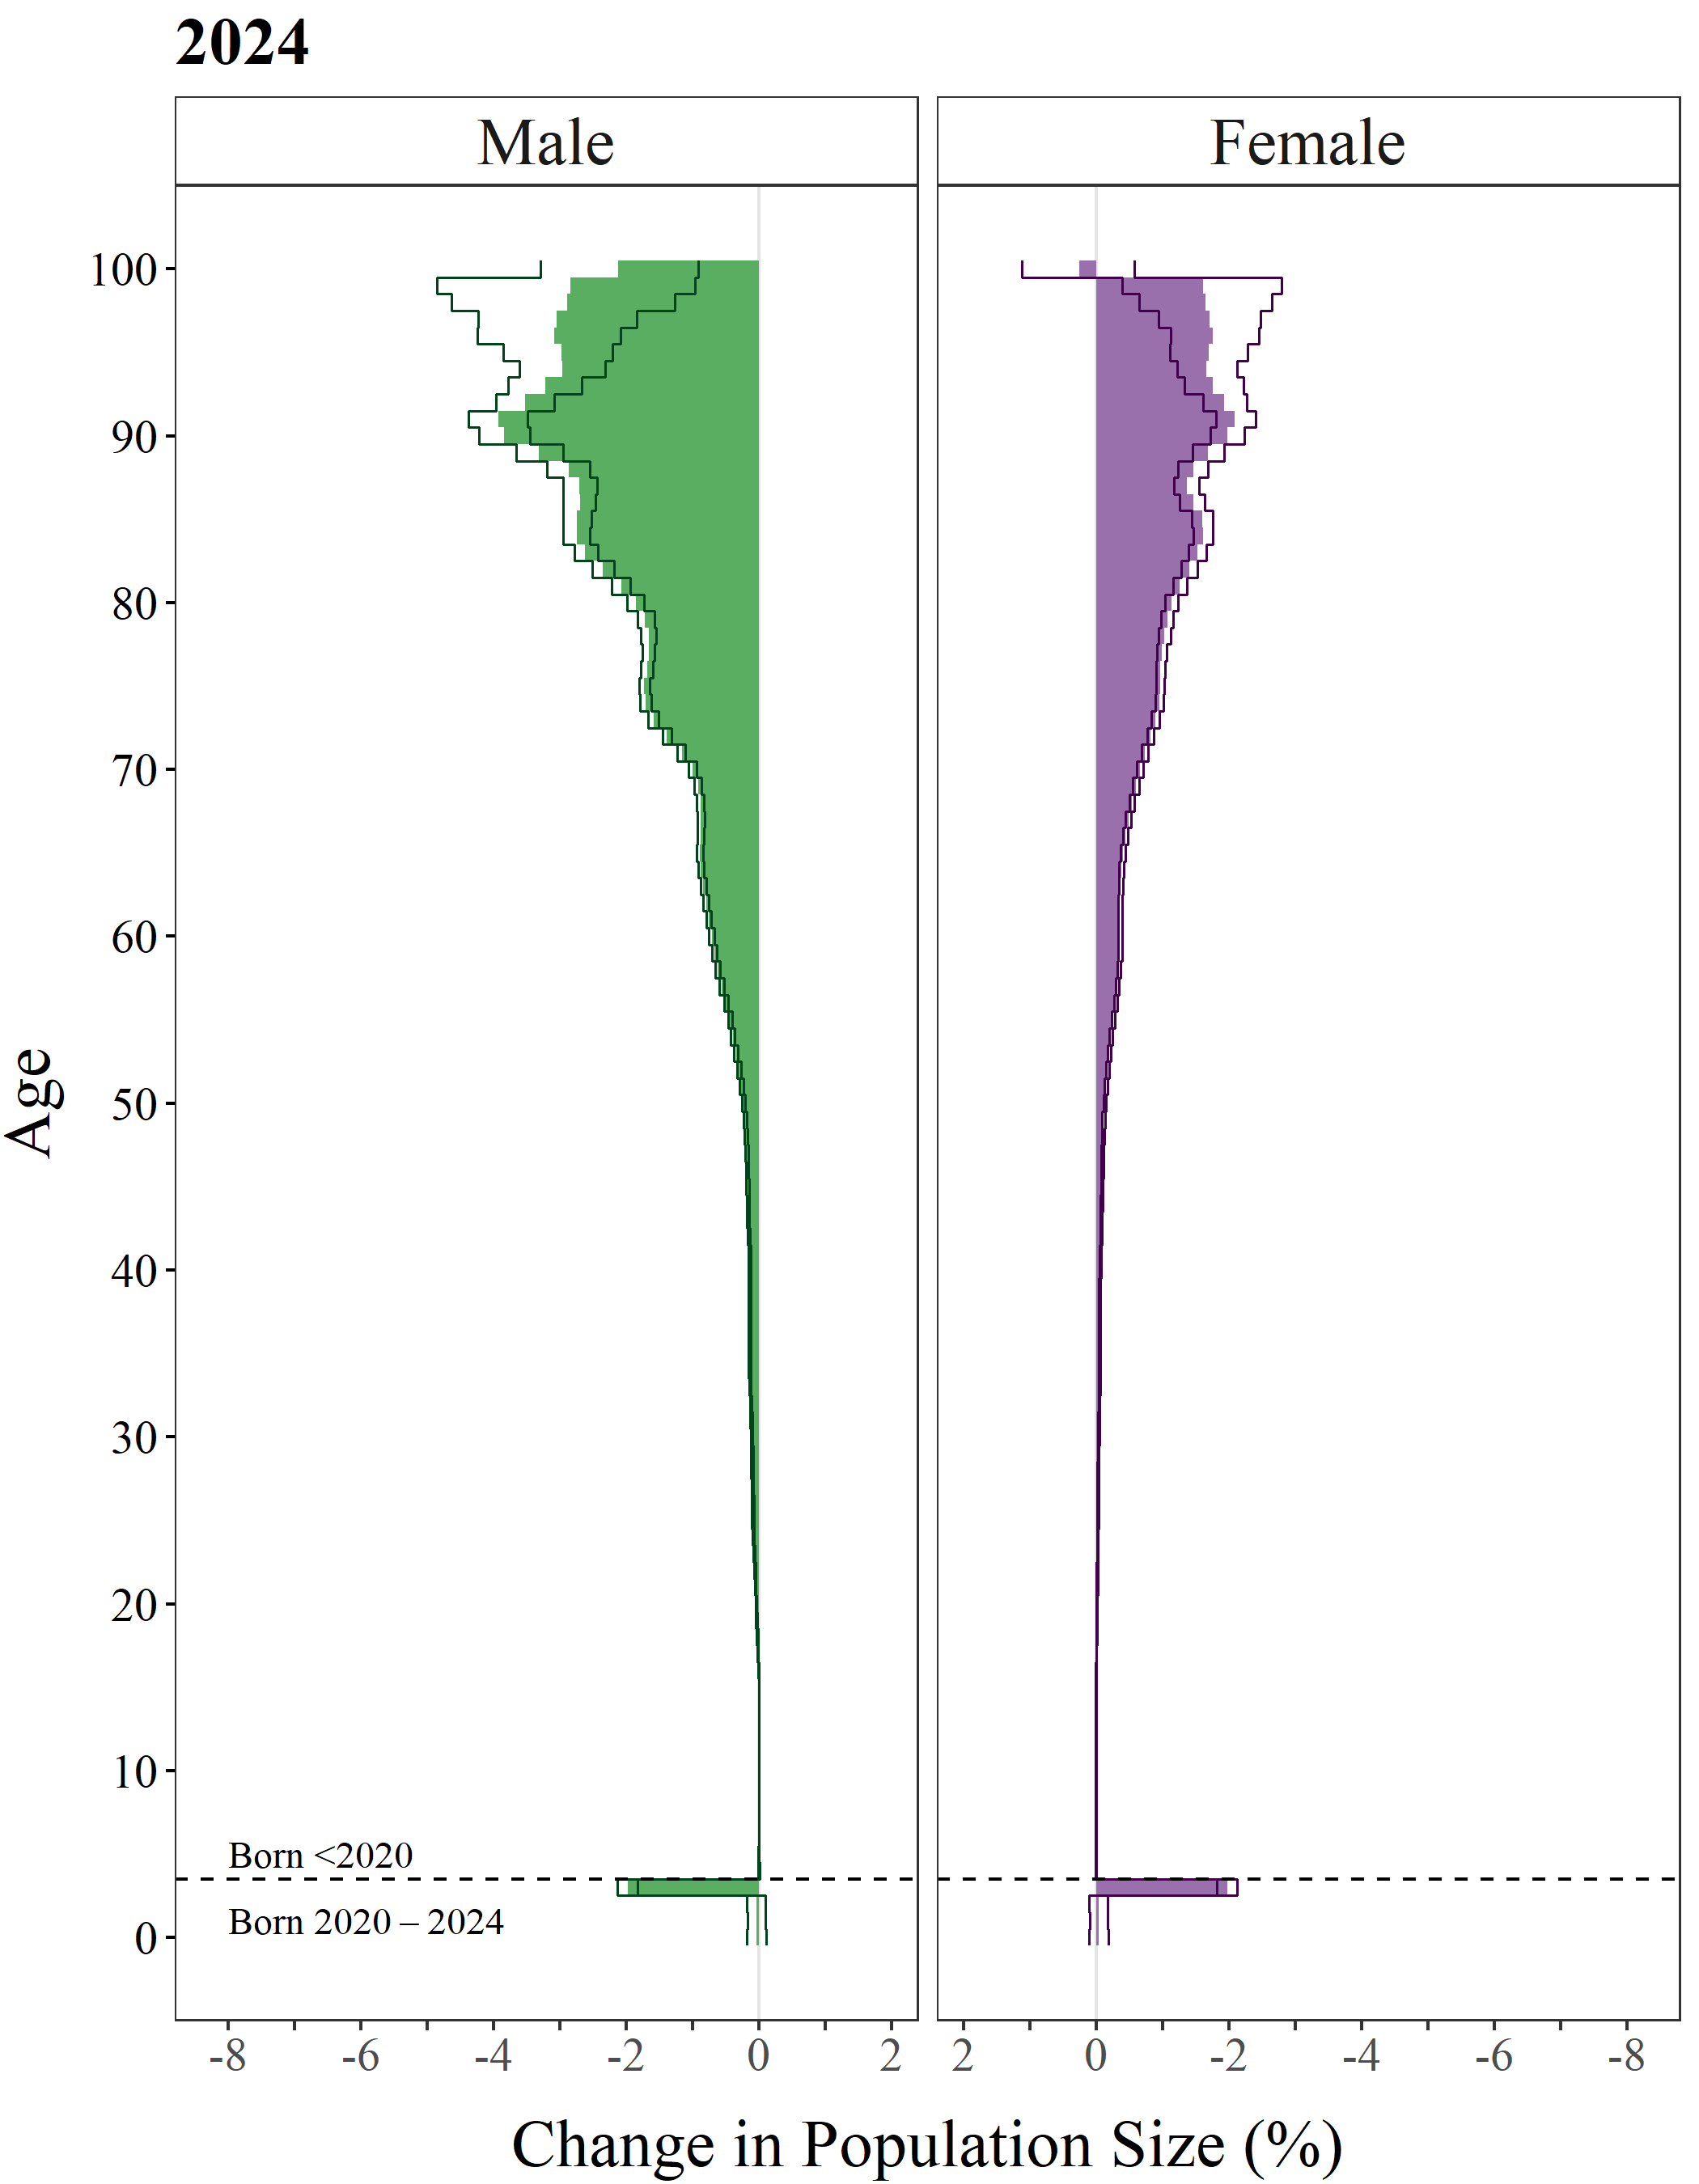 2024
Male
Female
Age
100
90
80
70
60
50
40
30
20
10
0
Born <2020
Born 2020 – 2024
-8 -6 -4 -2 0 2
2 0 -2 -4 -6 -8
Change in Population Size (%)